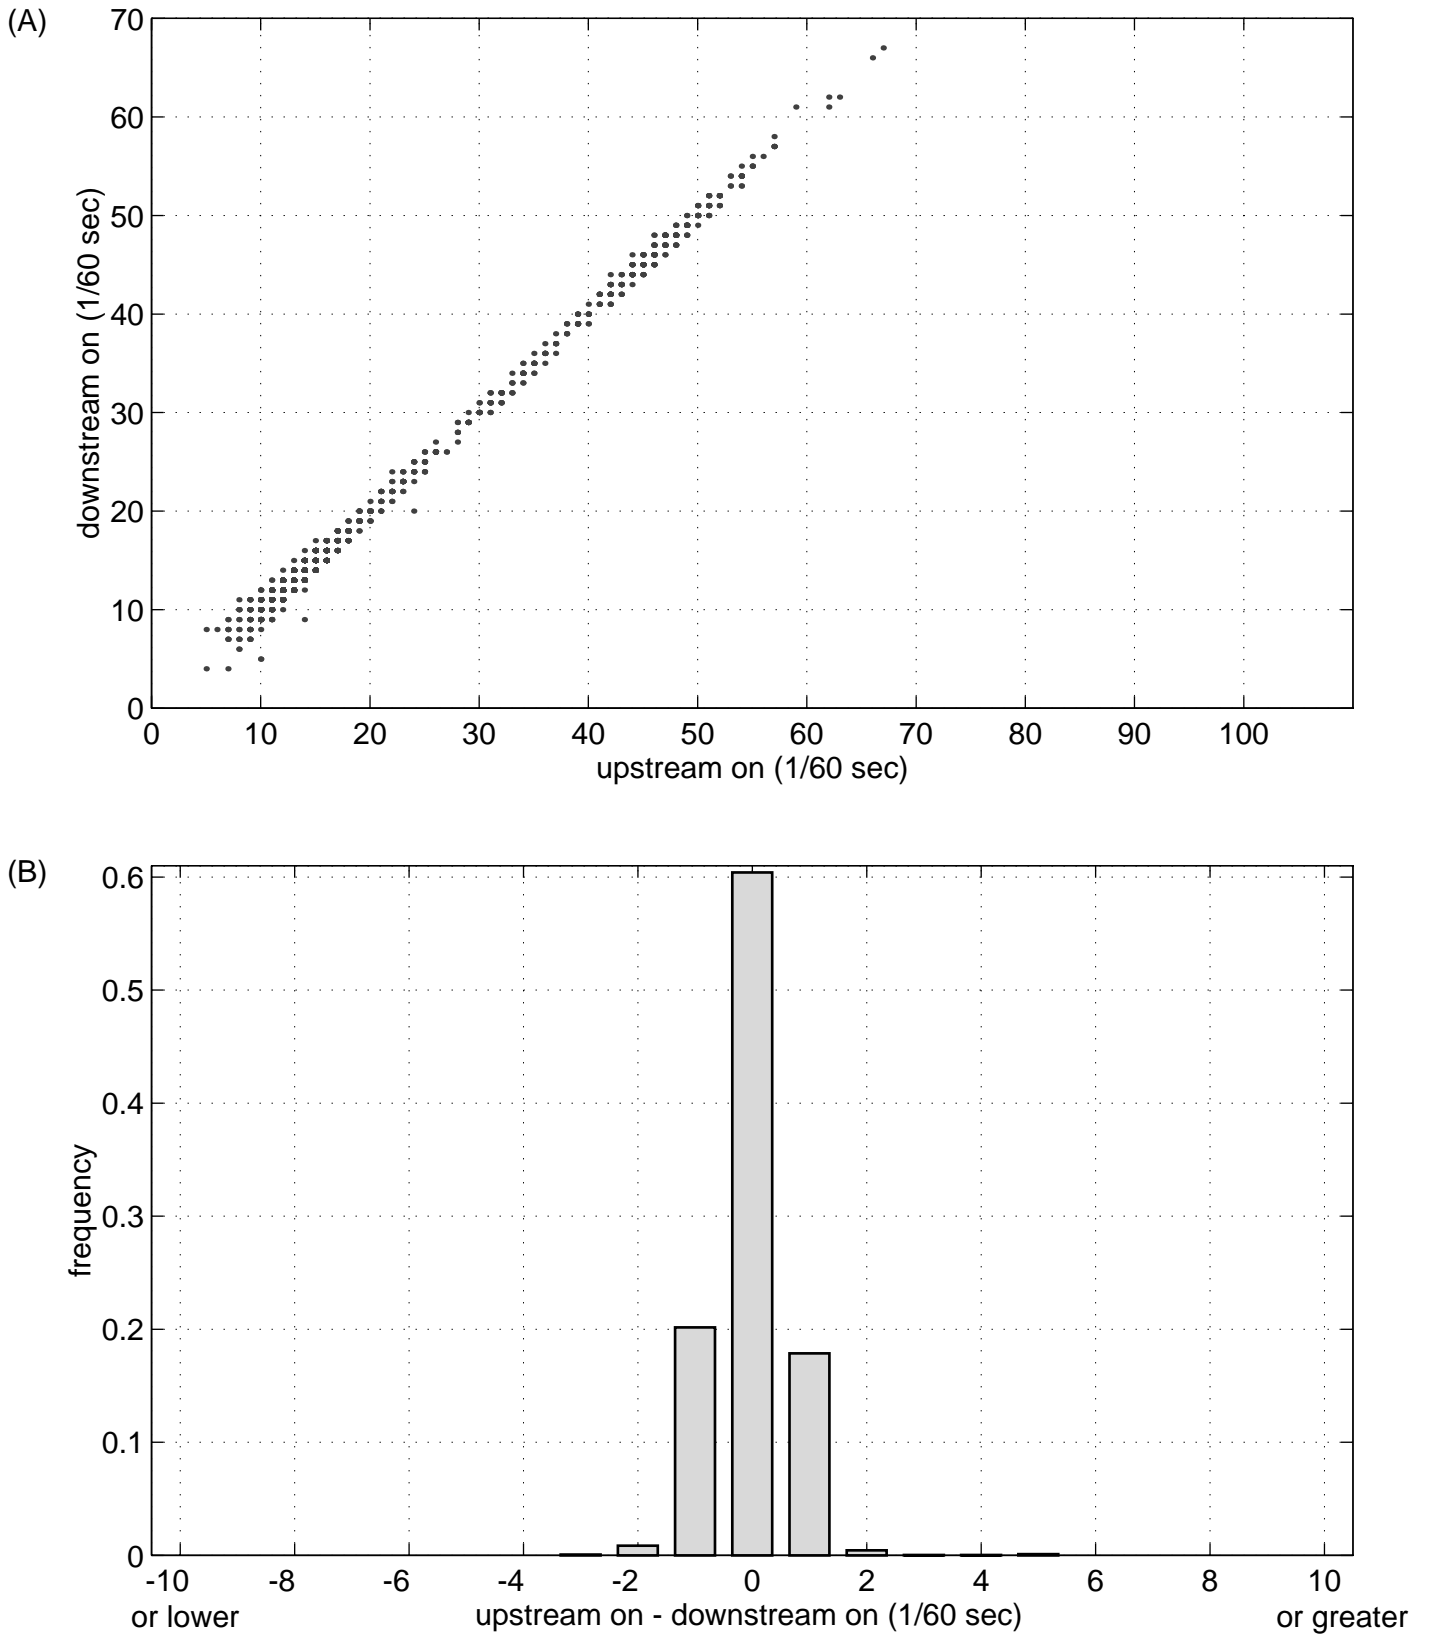 (A)
70
60
50
40
30
20
10
0
downstream on (1/60 sec)
0 10 20 30 40 50 60 70 80 90 100
upstream on (1/60 sec)
(B)
0.6
0.5
0.4
0.3
0.2
0.1
0
frequency
-10 -8 -6 -4 -2 0 2 4 6 8 10
or lower upstream on - downstream on (1/60 sec) or greater